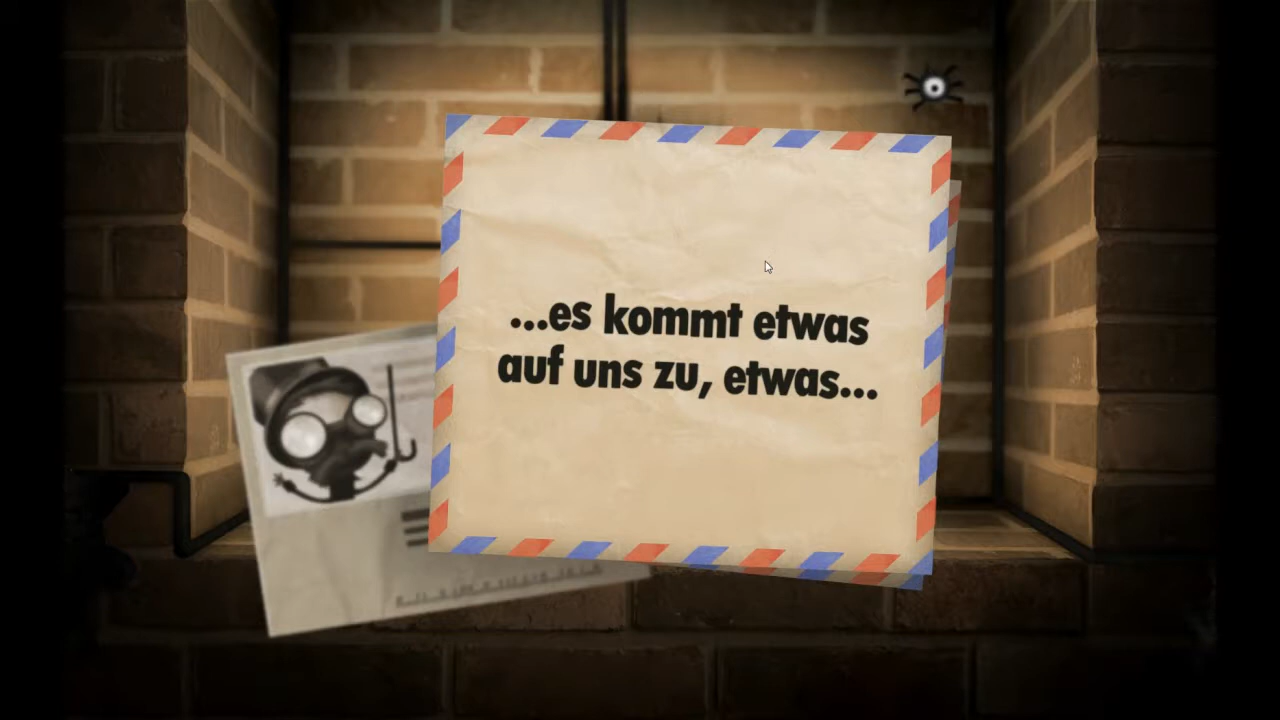 ...es kommt etwas
auf uns zu, etwas...